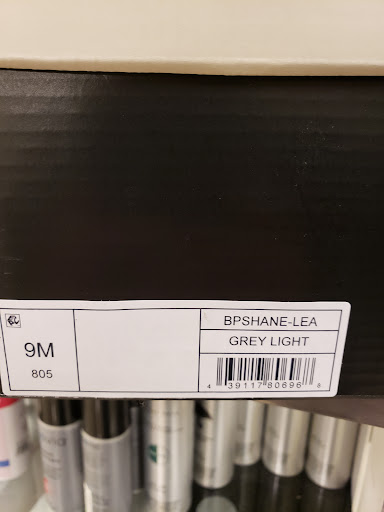 9M
805
BPSHANE-LEA
GREY LIGHT
4 39117 80696 8